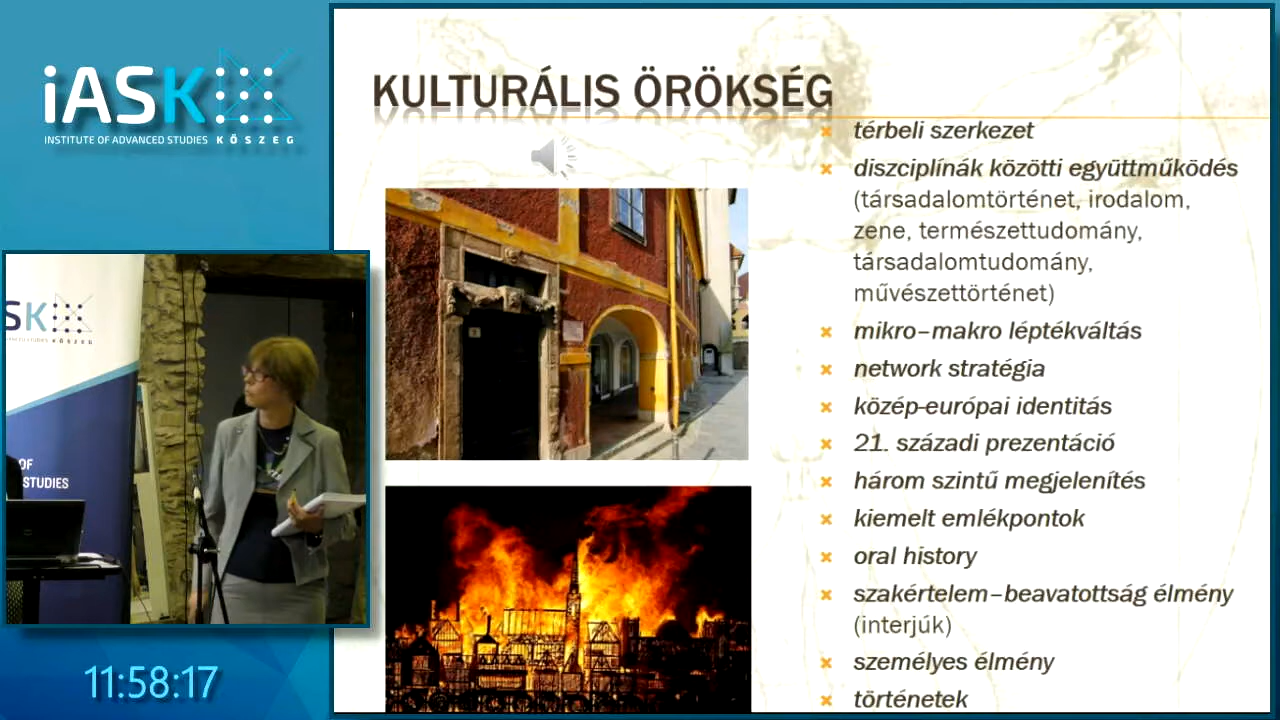 iASK
INSTITUTE OF ADVANCED STUDIES KŐSZEG
KULTURÁLIS ÖRÖKSÉG
térbeli szerkezet
diszciplínák közötti együttműködés
(társadalomtörténet, irodalom,
zene, természettudomány,
társadalomtudomány,
művészettörténet)
mikro–makro léptékváltás
network stratégia
közép-európai identitás
21. századi prezentáció
három szintű megjelenítés
kiemelt emlékpontok
oral history
szakértelem–beavatottság élmény
(interjúk)
személyes élmény
történetek
SK
KŐSZEG
OF
STUDIES
11:58:17